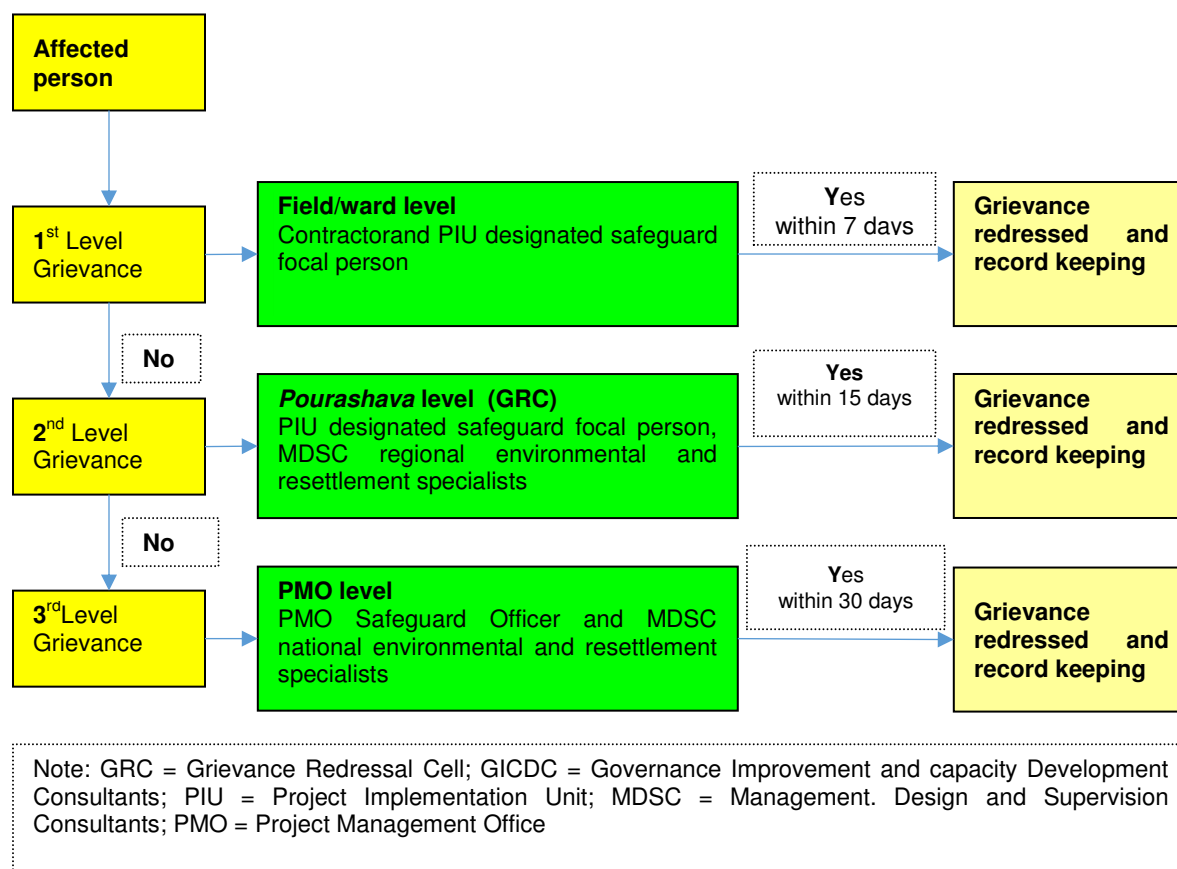 Affected
person
1st Level
Grievance
Field/ward level
Contractorand PIU designated safeguard
focal person
Yes
within 7 days
Grievance
redressed and
record keeping
No
2nd Level
Grievance
Pourashava level (GRC)
PIU designated safeguard focal person,
MDSC regional environmental and
resettlement specialists
Yes
within 15 days
Grievance
redressed and
record keeping
No
3rdLevel
Grievance
PMO level
PMO Safeguard Officer and MDSC
national environmental and resettlement
specialists
Yes
within 30 days
Grievance
redressed and
record keeping
Note: GRC = Grievance Redressal Cell; GICDC = Governance Improvement and capacity Development
Consultants; PIU = Project Implementation Unit; MDSC = Management. Design and Supervision
Consultants; PMO = Project Management Office